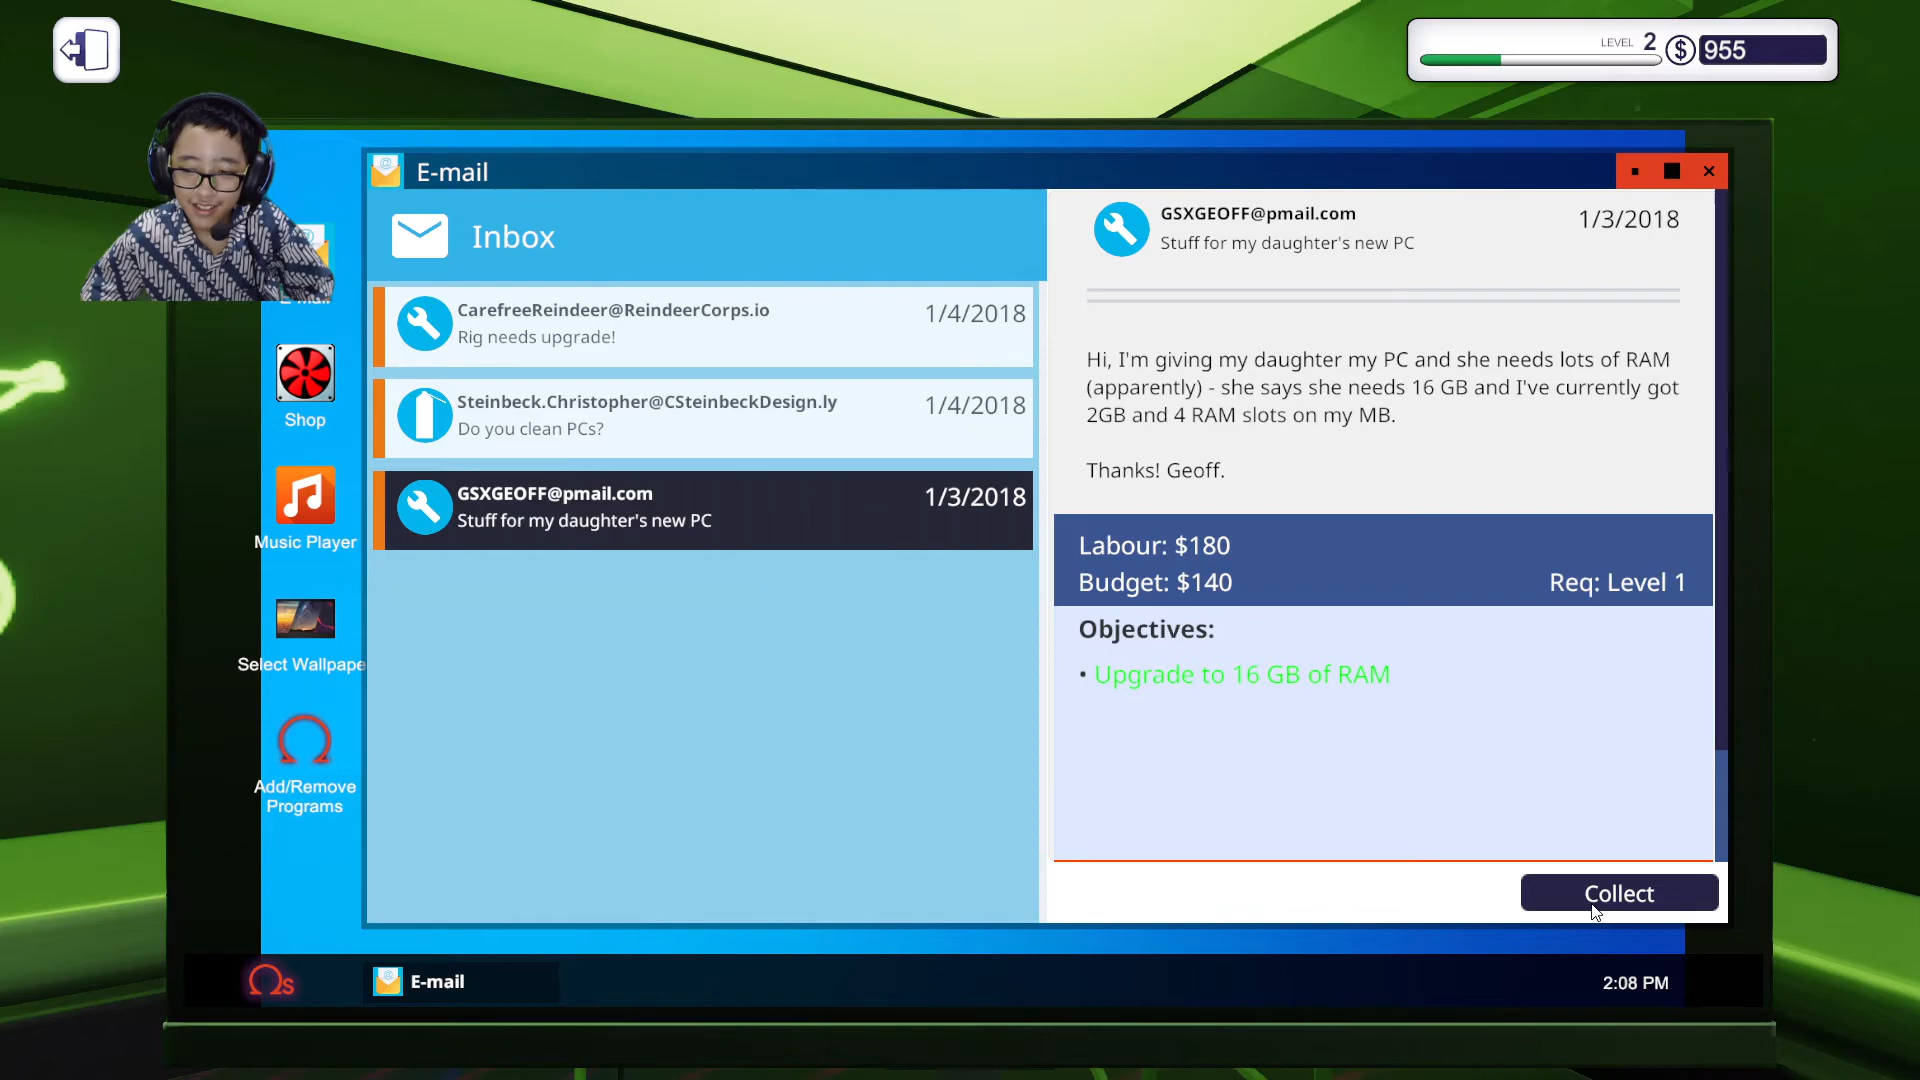 LEVEL 2
$ 955
E-mail
Inbox
CarefreeReindeer@ReindeerCorps.io
1/4/2018
Rig needs upgrade!
Steinbeck.Christopher@CSteinbeckDesign.ly
1/4/2018
Do you clean PCs?
GSXGEOFF@pmail.com
1/3/2018
Stuff for my daughter's new PC
GSXGEOFF@pmail.com
1/3/2018
Stuff for my daughter's new PC
Hi, I'm giving my daughter my PC and she needs lots of RAM
(apparently) - she says she needs 16 GB and I've currently got
2GB and 4 RAM slots on my MB.
Thanks! Geoff.
Labour: $180
Budget: $140
Req: Level 1
Objectives:
• Upgrade to 16 GB of RAM
Collect
E-mail
Shop
Music Player
Select Wallpape
Add/Remove
Programs
Ωs
E-mail
2:08 PM